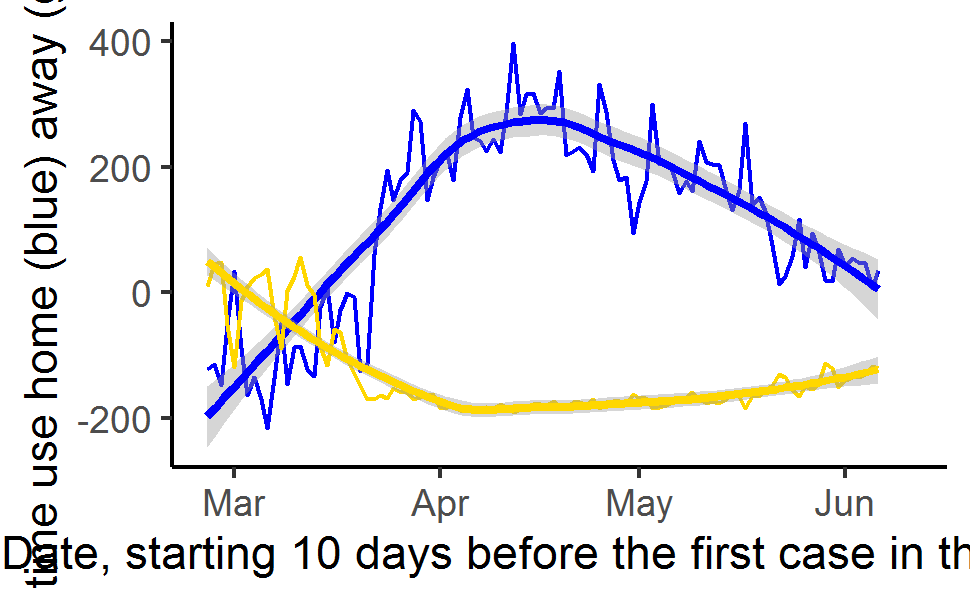 time use home (blue) away (g
400
200
0
-200
Mar Apr May Jun
Date, starting 10 days before the first case in th